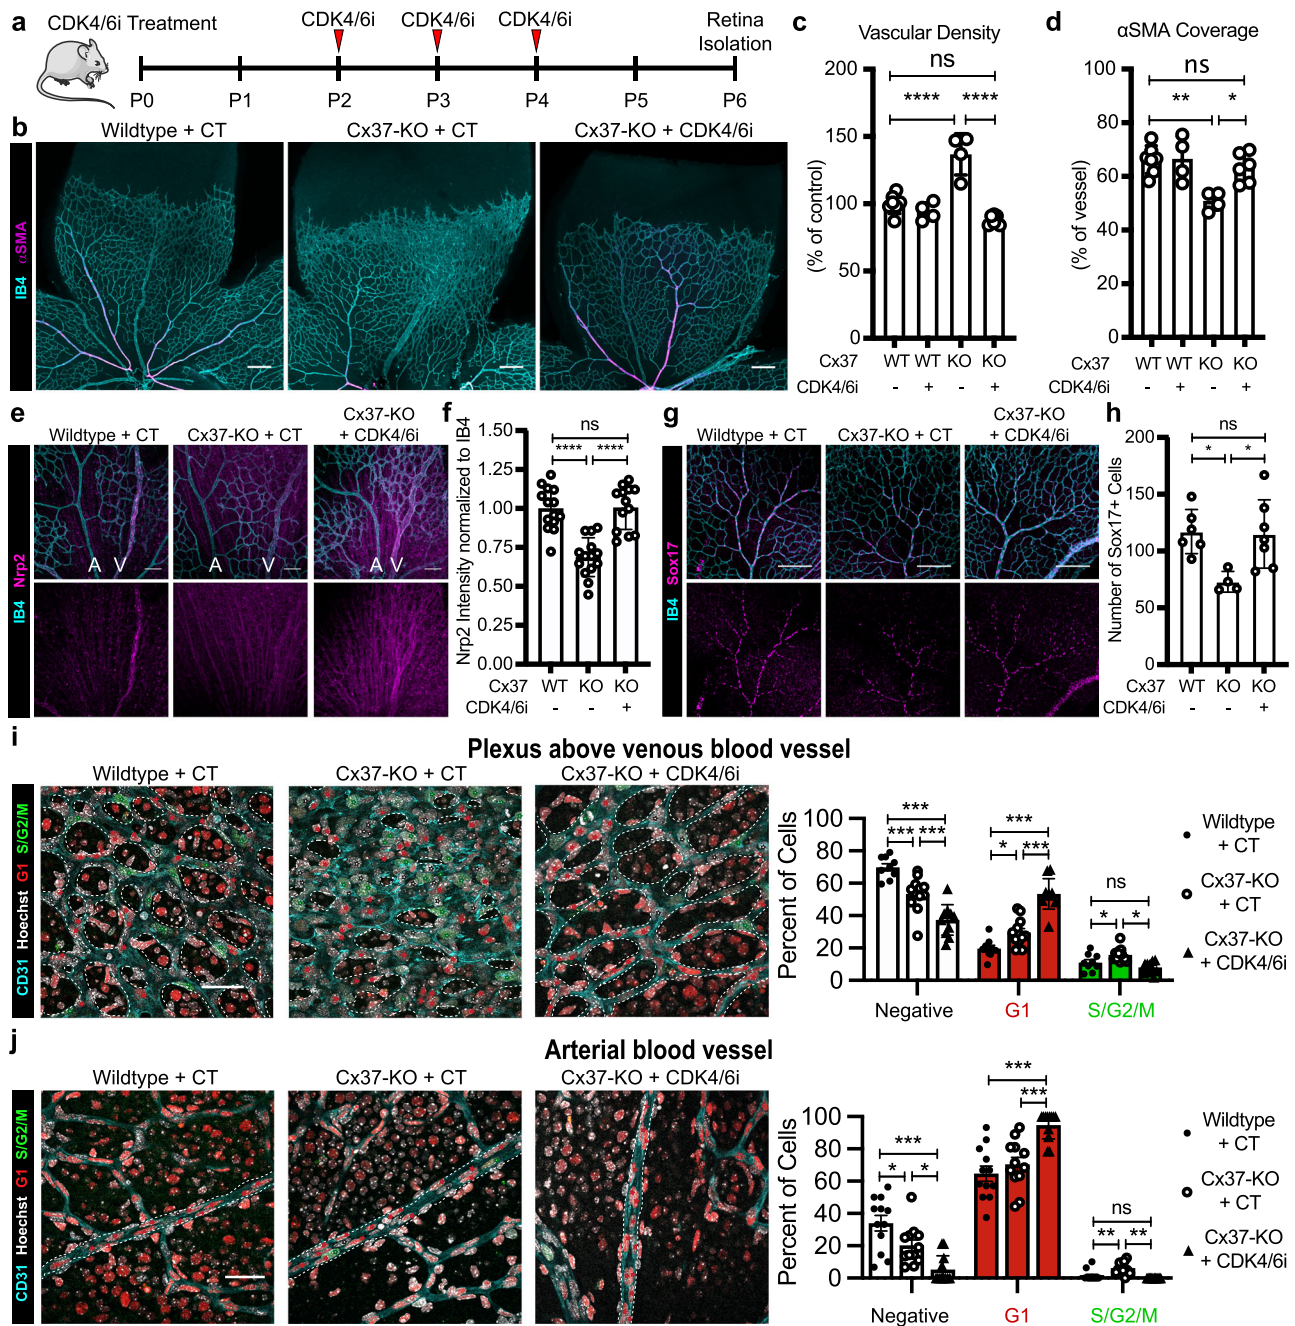 a
CDK4/6i Treatment
CDK4/6i CDK4/6i CDK4/6i
Retina
Isolation
P0 P1 P2 P3 P4 P5 P6
b
Wildtype + CT Cx37-KO + CT Cx37-KO + CDK4/6i
IB4 αSMA
c
Vascular Density
ns
**** ****
(% of control)
200
150
100
50
0
Cx37 WT WT KO KO
CDK4/6i - + - +
d
αSMA Coverage
ns
** *
(% of vessel)
100
80
60
40
20
0
Cx37 WT WT KO KO
CDK4/6i - + - +
e
Wildtype + CT Cx37-KO + CT Cx37-KO
+ CDK4/6i
IB4 Nrp2
A V A V A V
f
ns
**** ****
Nrp2 Intensity normalized to IB4
1.50
1.25
1.00
0.75
0.50
0.25
0.00
Cx37 WT KO KO
CDK4/6i - - +
g
Wildtype + CT Cx37-KO + CT Cx37-KO
+ CDK4/6i
IB4 Sox17
h
ns
* *
Number of Sox17+ Cells
200
150
100
50
0
Cx37 WT KO KO
CDK4/6i - - +
i
Plexus above venous blood vessel
Wildtype + CT Cx37-KO + CT Cx37-KO + CDK4/6i
CD31 Hoechst G1 S/G2/M
Percent of Cells
100
80
60
40
20
0
***
*** ***
***
* ***
ns
* *
Negative G1 S/G2/M
Wildtype
+ CT
Cx37-KO
+ CT
Cx37-KO
+ CDK4/6i
j
Arterial blood vessel
Wildtype + CT Cx37-KO + CT Cx37-KO + CDK4/6i
CD31 Hoechst G1 S/G2/M
Percent of Cells
100
80
60
40
20
0
***
* *
***
***
ns
** **
Negative G1 S/G2/M
Wildtype
+ CT
Cx37-KO
+ CT
Cx37-KO
+ CDK4/6i